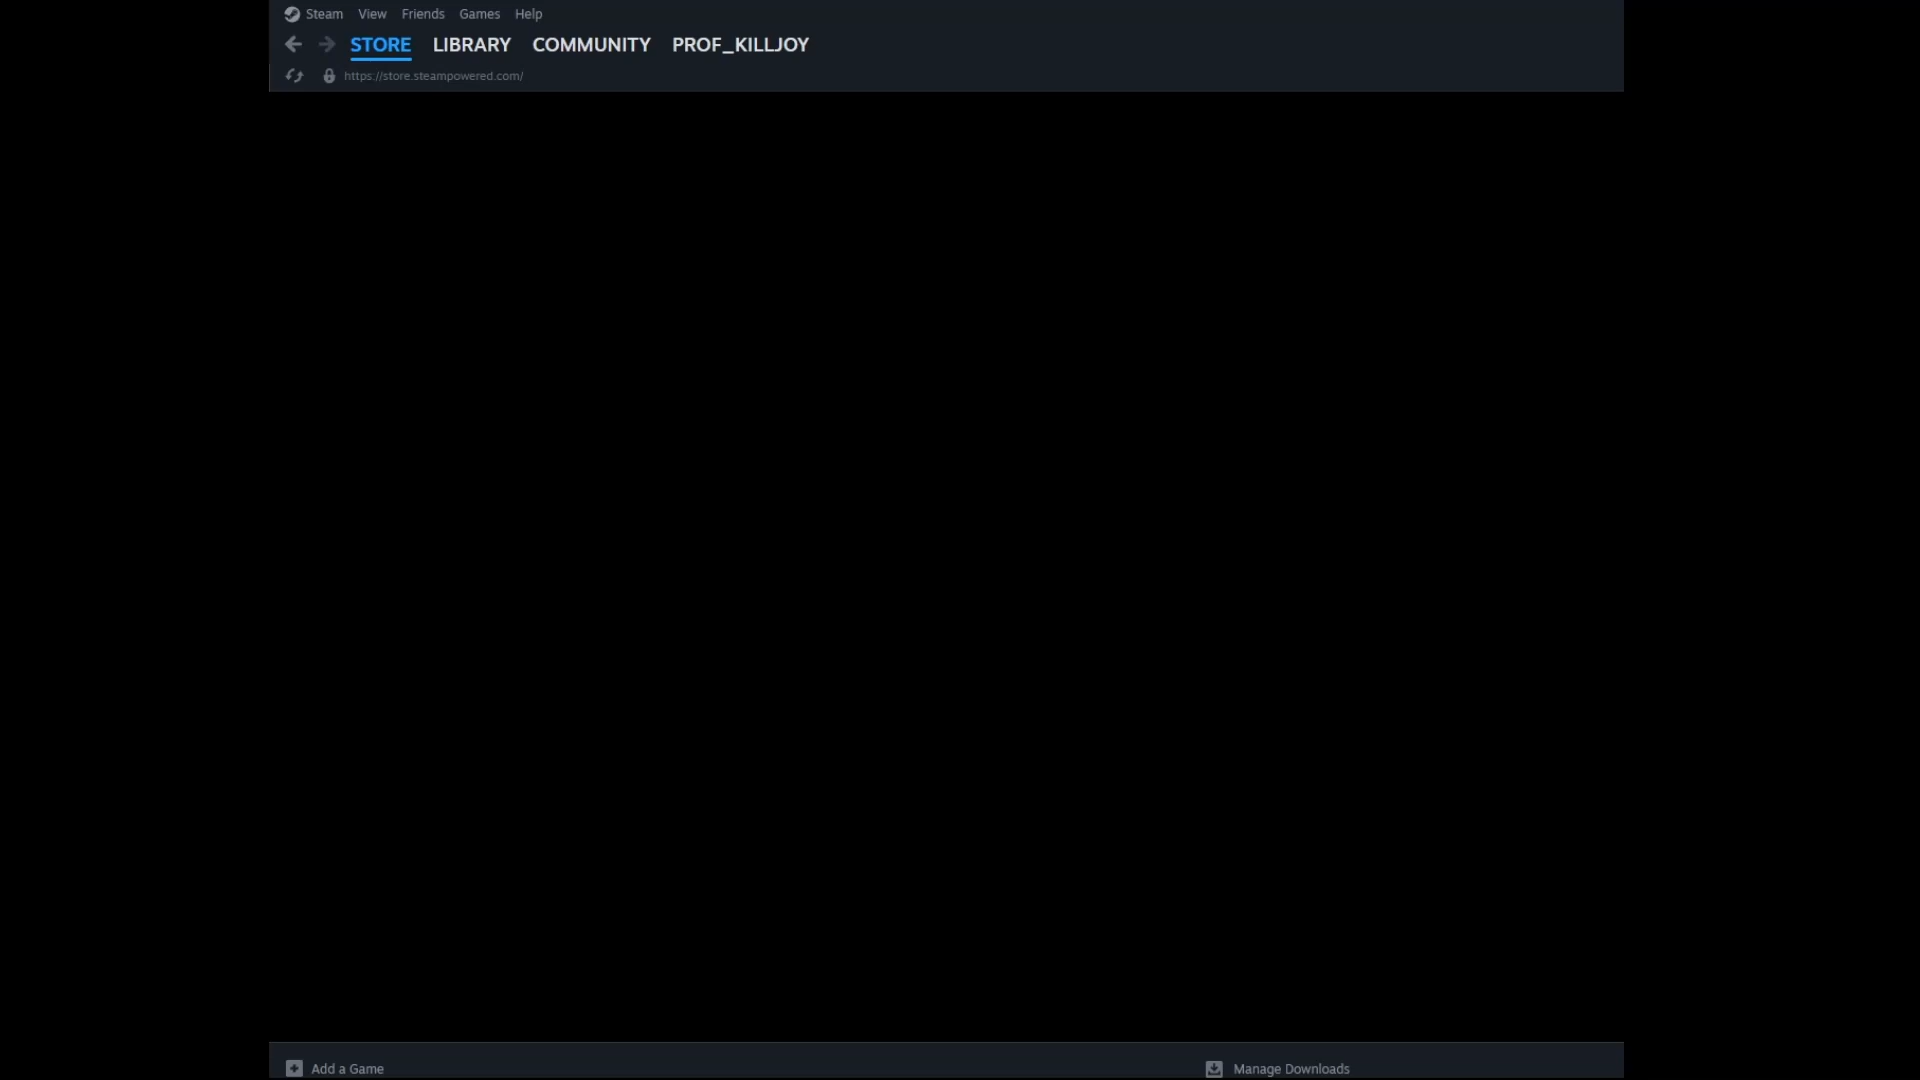 Steam View Friends Games Help
STORE LIBRARY COMMUNITY PROF_KILLJOY
https://store.steampowered.com/
Add a Game Manage Downloads